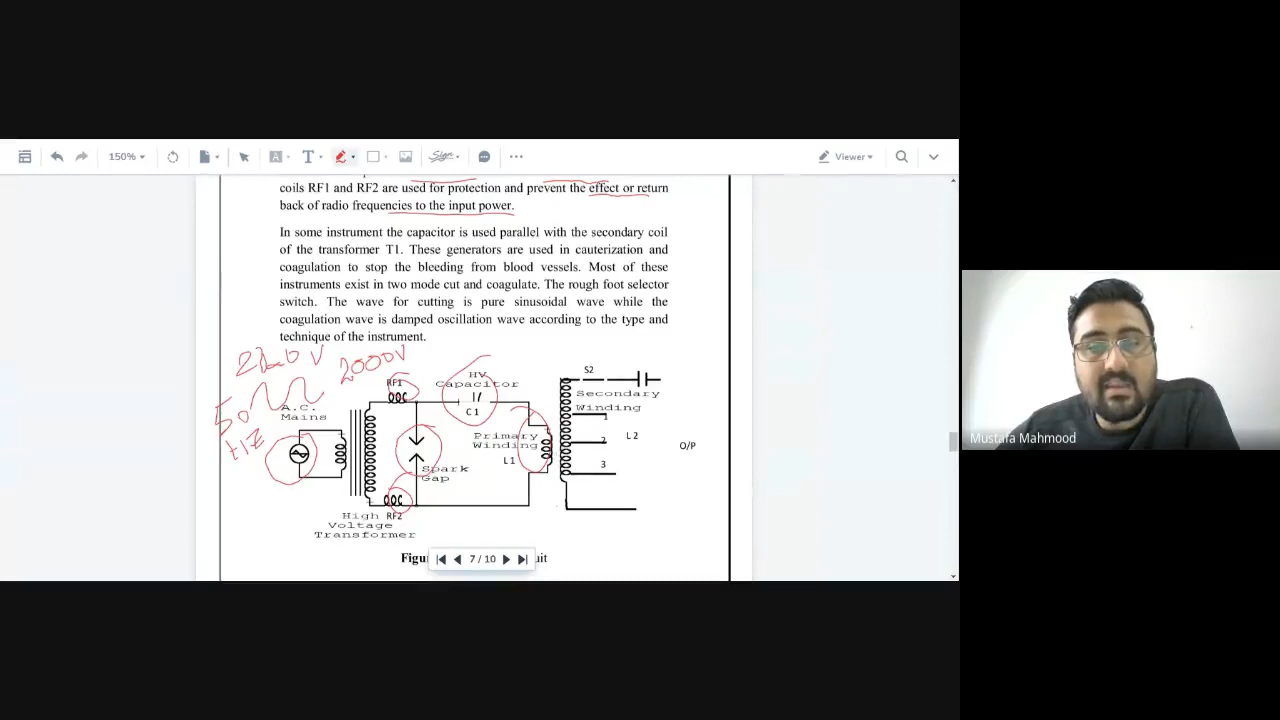 150%
T
Sign
Viewer
coils RF1 and RF2 are used for protection and prevent the effect or return
back of radio frequencies to the input power.
In some instrument the capacitor is used parallel with the secondary coil
of the transformer T1. These generators are used in cauterization and
coagulation to stop the bleeding from blood vessels. Most of these
instruments exist in two mode cut and coagulate. The rough foot selector
switch. The wave for cutting is pure sinusoidal wave while the
coagulation wave is damped oscillation wave according to the type and
technique of the instrument.
2000V
50
HZ
A.C.
Mains
RF1
HV
Capacitor
C1
Primary
Winding
L1
Spark
Gap
RF2
High
Voltage
Transformer
S2
Secondary
Winding
1
2
3
L2
O/P
7 / 10
Mustafa Mahmood